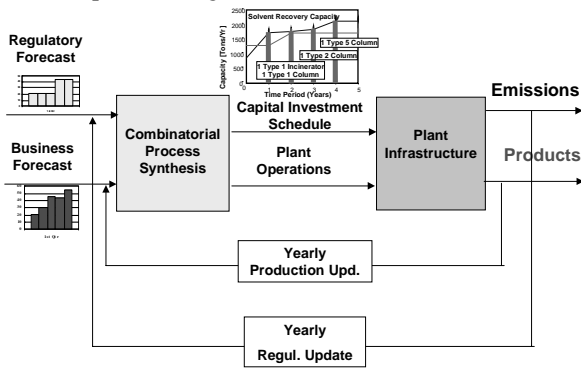 Solvent Recovery Capacity
Capacity [Tons/Yr]
2500
2000
1500
1000
500
0
1 Type 5 Column
1 Type 2 Column
1 Type 1 Incinerator
1 Type 1 Column
0 1 2 3 4 5
Time Period (Years)
Regulatory
Forecast
Business
Forecast
Combinatorial
Process
Synthesis
Capital Investment
Schedule
Plant
Operations
Plant
Infrastructure
Emissions
Products
Yearly
Production Upd.
Yearly
Regul. Update